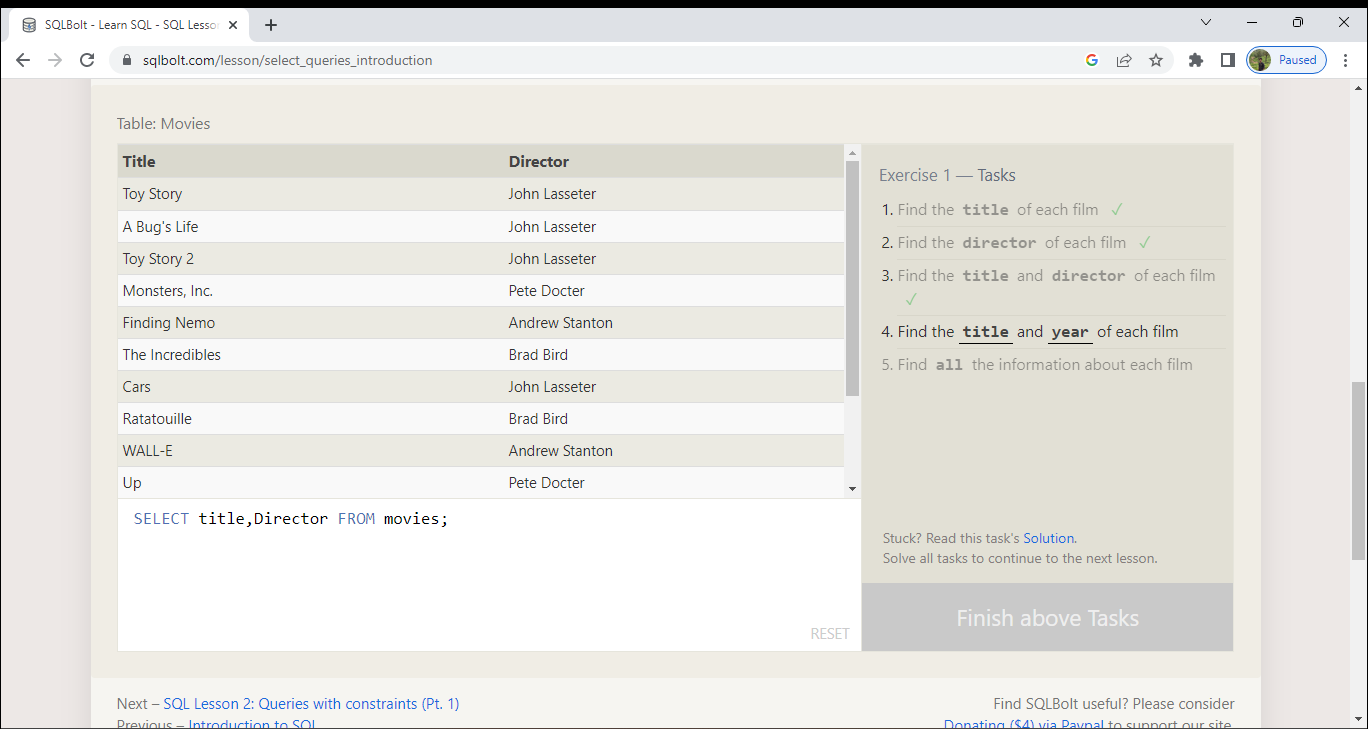 SQLBolt - Learn SQL - SQL Lesso
sqlbolt.com/lesson/select_queries_introduction
Paused
Table: Movies
Title Director
Toy Story John Lasseter
A Bug's Life John Lasseter
Toy Story 2 John Lasseter
Monsters, Inc. Pete Docter
Finding Nemo Andrew Stanton
The Incredibles Brad Bird
Cars John Lasseter
Ratatouille Brad Bird
WALL-E Andrew Stanton
Up Pete Docter
SELECT title,Director FROM movies;
RESET
Exercise 1 — Tasks
1. Find the title of each film ✓
2. Find the director of each film ✓
3. Find the title and director of each film
✓
4. Find the title and year of each film
5. Find all the information about each film
Stuck? Read this task's Solution.
Solve all tasks to continue to the next lesson.
Finish above Tasks
Next – SQL Lesson 2: Queries with constraints (Pt. 1)
Previous – Introduction to SQL
Find SQLBolt useful? Please consider
Donating ($4) via Paypal to support our site.